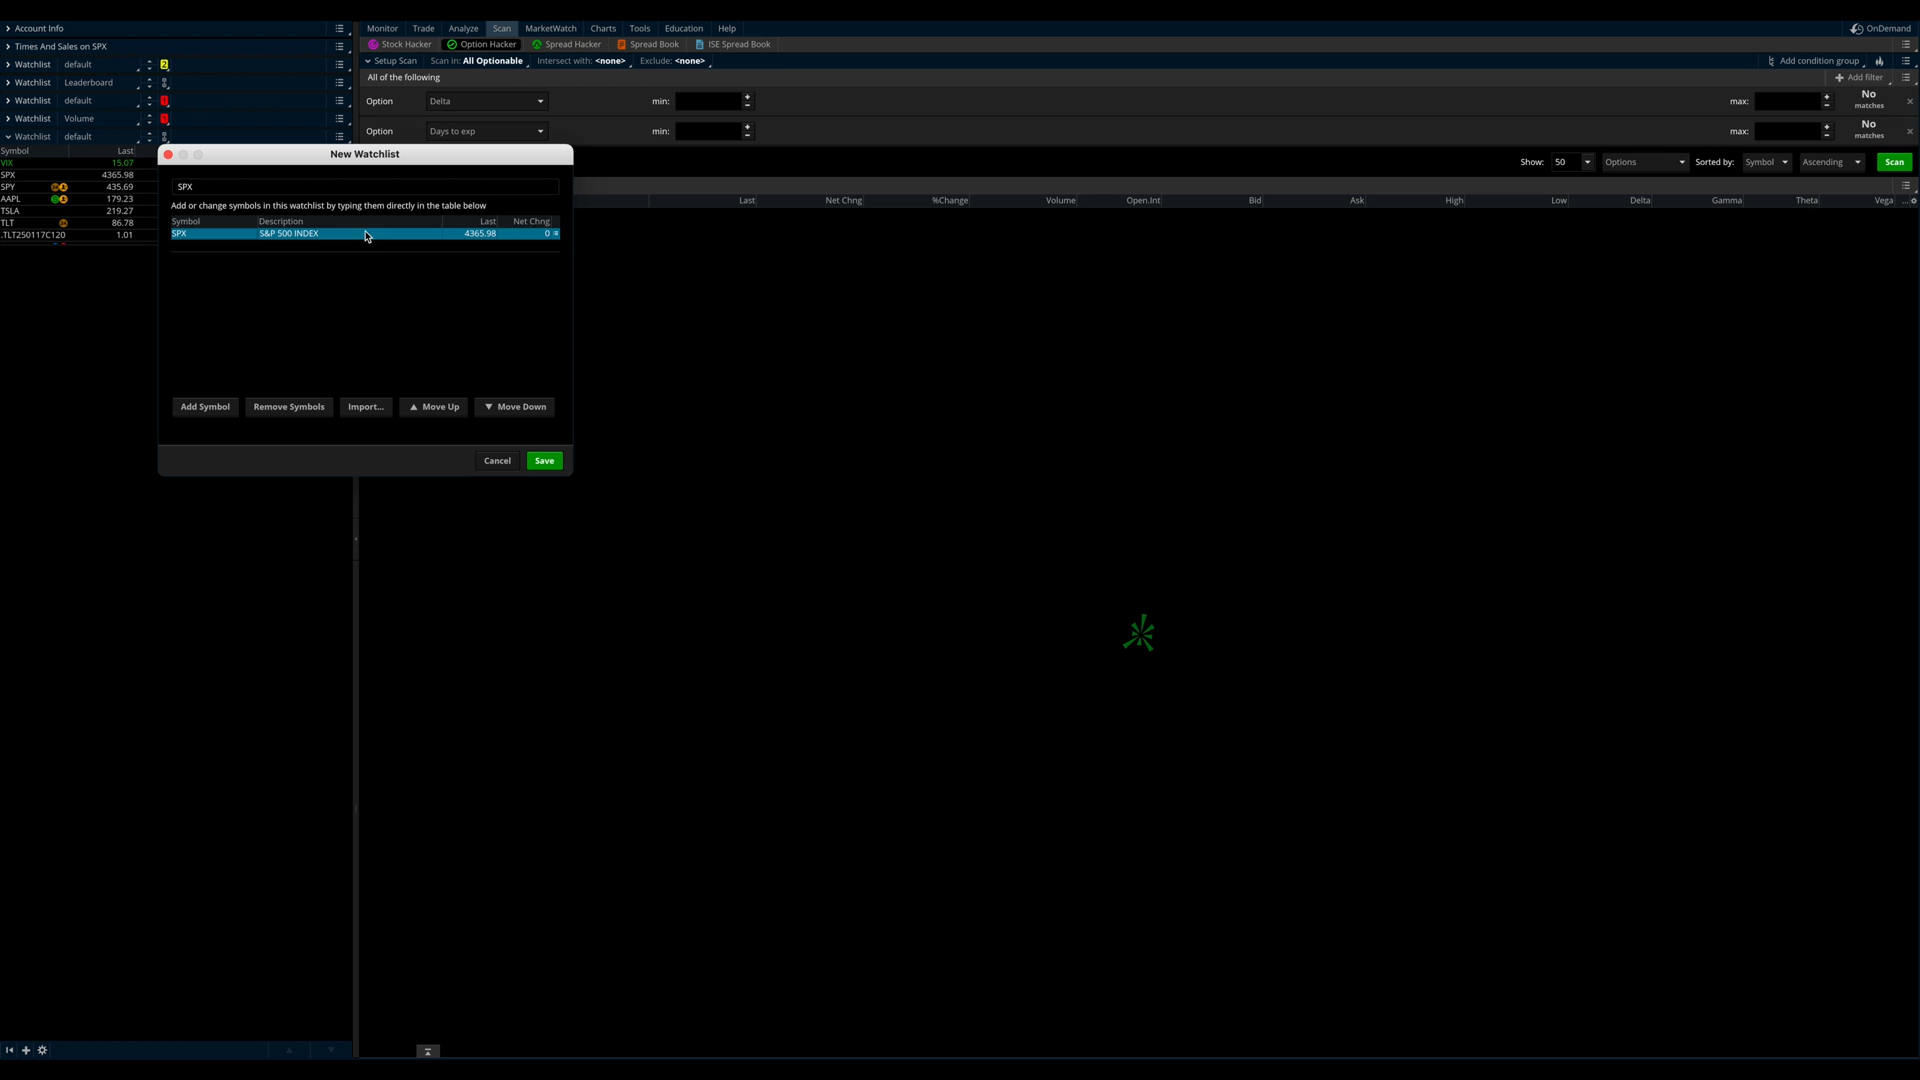 Account Info
Times And Sales on SPX
Watchlist default 2
Watchlist Leaderboard
Watchlist default 1
Watchlist Volume 1
Watchlist default
Symbol Last
VIX 15.07
SPX 4365.98
SPY 435.69
AAPL 179.23
TSLA 219.27
TLT 86.78
.TLT250117C120 1.01
Monitor Trade Analyze Scan MarketWatch Charts Tools Education Help OnDemand
Stock Hacker Option Hacker Spread Hacker Spread Book ISE Spread Book
Setup Scan Scan in: All Optionable Intersect with: <none> Exclude: <none> Add condition group
All of the following Add filter
Option Delta min: max: No matches
Option Days to exp min: max: No matches
Show: 50 Options Sorted by: Symbol Ascending Scan
Last Net Chng %Change Volume Open.Int Bid Ask High Low Delta Gamma Theta Vega ...
New Watchlist
SPX
Add or change symbols in this watchlist by typing them directly in the table below
Symbol Description Last Net Chng
SPX S&P 500 INDEX 4365.98 0
Add Symbol Remove Symbols Import... Move Up Move Down
Cancel Save